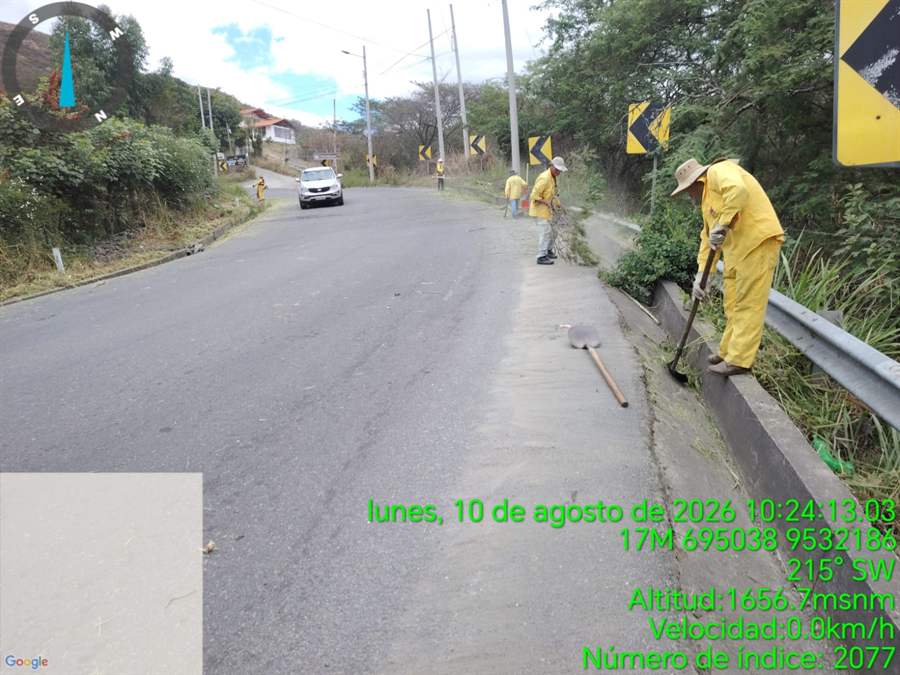 S
W
E
N
lunes, 10 de agosto de 2026 10:24:13.03
17M 695038 9532186
215° SW
Altitud:1656.7msnm
Velocidad:0.0km/h
Número de índice: 2077
Google